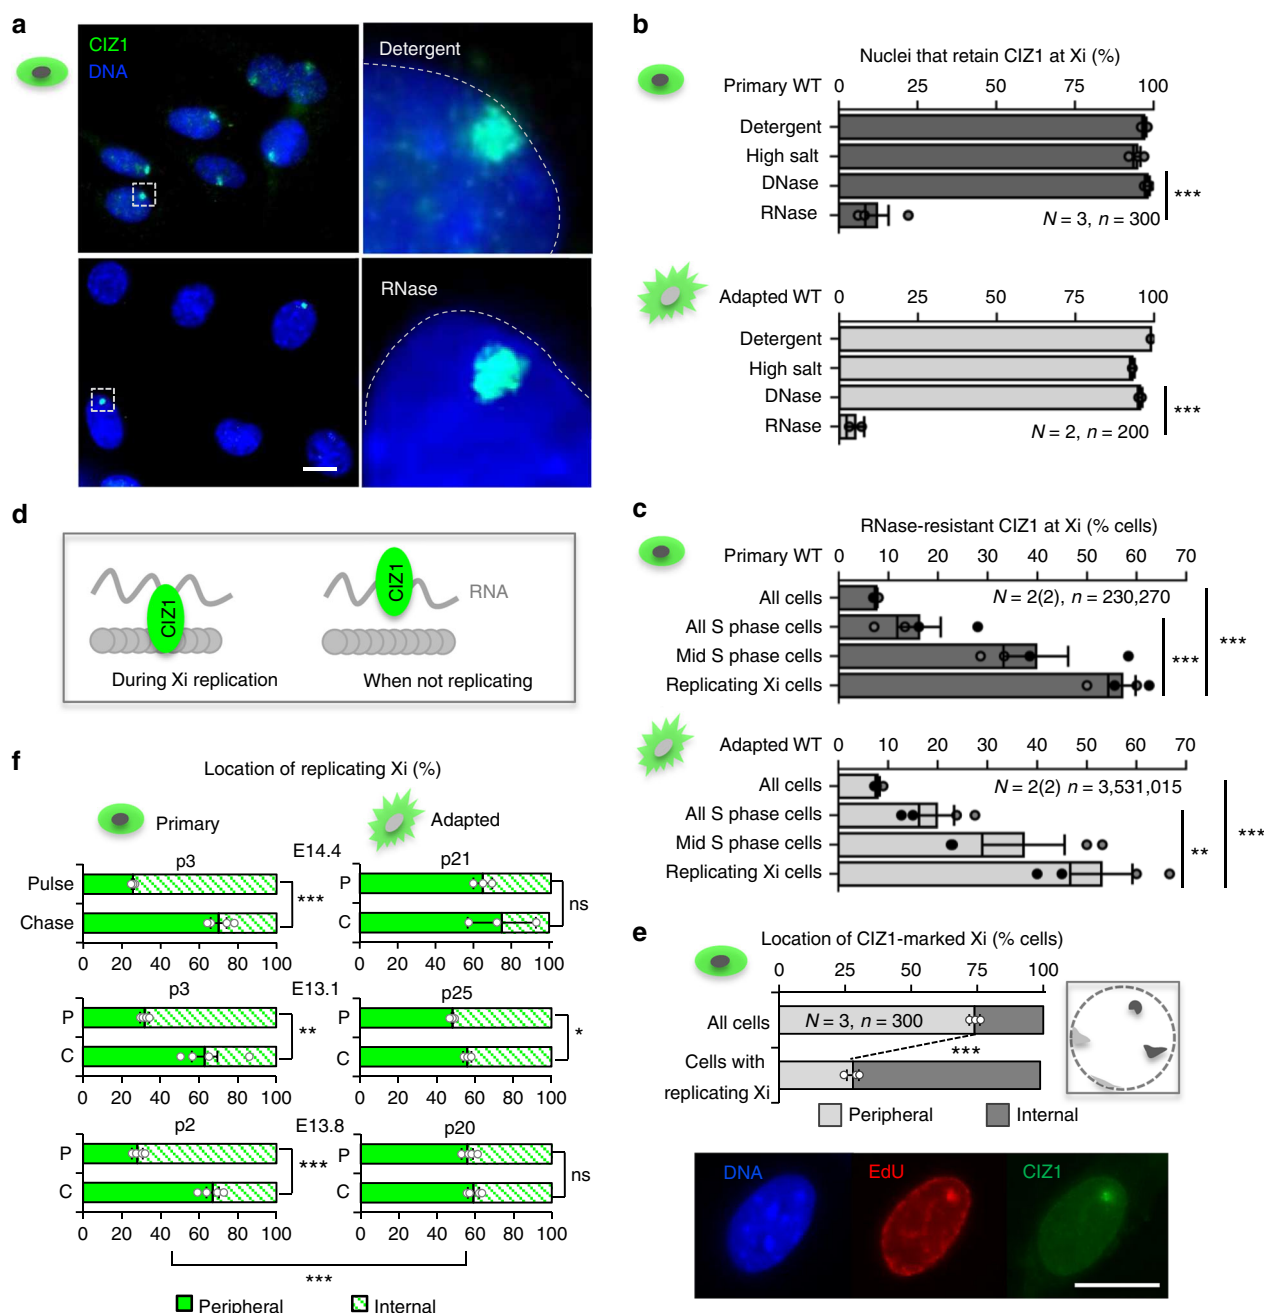 a
CIZ1
DNA
Detergent
RNase
b
Nuclei that retain CIZ1 at Xi (%)
Primary WT 0 25 50 75 100
Detergent
High salt
DNase
RNase
***
N = 3, n = 300
Adapted WT 0 25 50 75 100
Detergent
High salt
DNase
RNase
***
N = 2, n = 200
c
RNase-resistant CIZ1 at Xi (% cells)
Primary WT 0 10 20 30 40 50 60 70
All cells
All S phase cells
Mid S phase cells
Replicating Xi cells
N = 2(2), n = 230,270
***
***
Adapted WT 0 10 20 30 40 50 60 70
All cells
All S phase cells
Mid S phase cells
Replicating Xi cells
N = 2(2) n = 3,531,015
**
***
d
CIZ1
CIZ1
RNA
During Xi replication
When not replicating
e
Location of CIZ1-marked Xi (% cells)
0 25 50 75 100
All cells
N = 3, n = 300
Cells with
replicating Xi
***
Peripheral
Internal
DNA
EdU
CIZ1
f
Location of replicating Xi (%)
Primary
Adapted
p3
E14.4
p21
Pulse
Chase
***
P
C
ns
0 20 40 60 80 100
0 20 40 60 80 100
p3
E13.1
p25
P
C
**
*
0 20 40 60 80 100
0 20 40 60 80 100
p2
E13.8
p20
P
C
***
P
C
ns
0 20 40 60 80 100
0 20 40 60 80 100
***
Peripheral
Internal